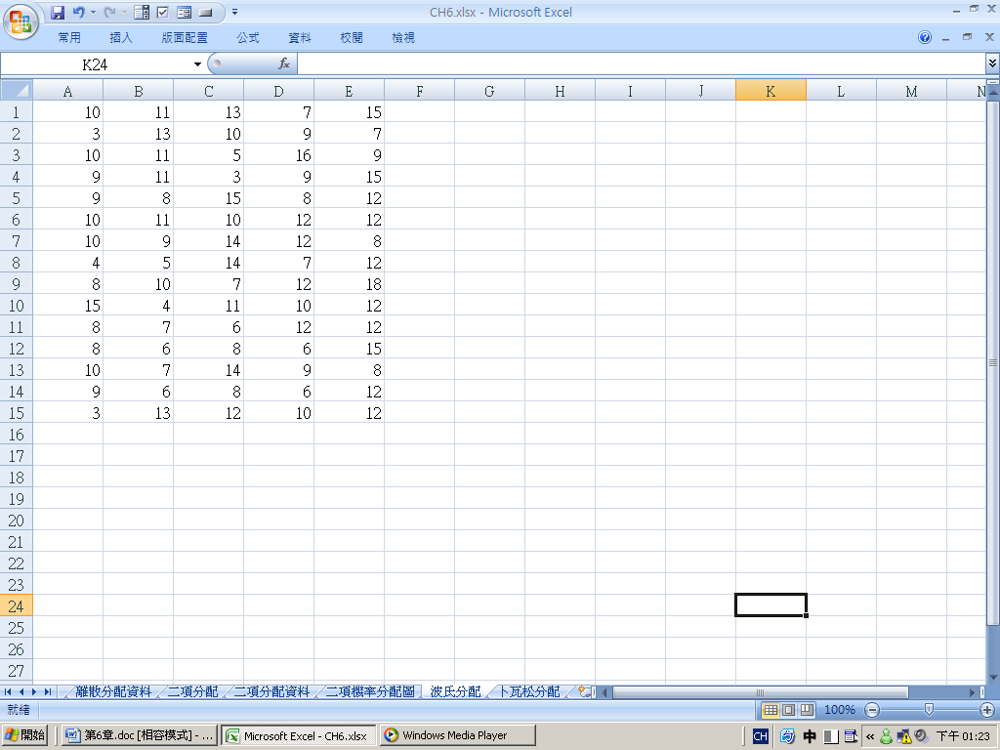 CH6.xlsx - Microsoft Excel
常用 插入 版面配置 公式 資料 校閱 檢視
K24 fx
A B C D E F G H I J K L M N
1 10 11 13 7 15
2 3 13 10 9 7
3 10 11 5 16 9
4 9 11 3 9 15
5 9 8 15 8 12
6 10 11 10 12 12
7 10 9 14 12 8
8 4 5 14 7 12
9 8 10 7 12 18
10 15 4 11 10 12
11 8 7 6 12 12
12 8 6 8 6 15
13 10 7 14 9 8
14 9 6 8 6 12
15 3 13 12 10 12
16
17
18
19
20
21
22
23
24
25
26
27
離散分配資料 二項分配 二項分配資料 二項機率分配圖 波氏分配 卜瓦松分配
就緒 100%
開始 第6章.doc [相容模式] - ... Microsoft Excel - CH6.xlsx Windows Media Player CH 中 « 下午 01:23